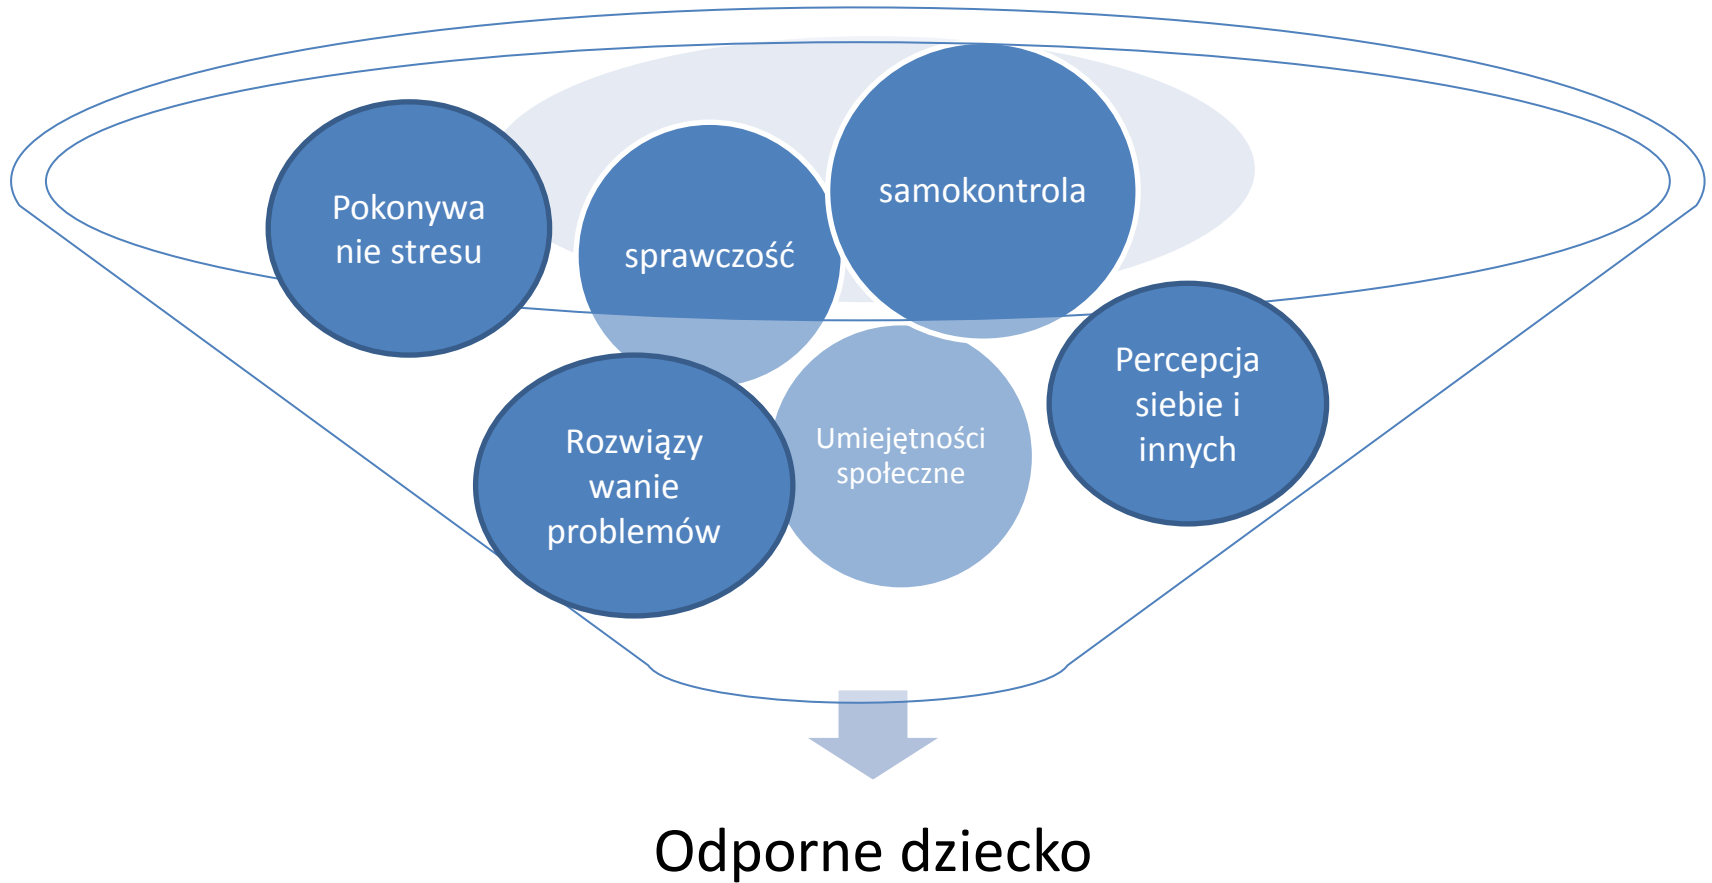 Pokonywa
nie stresu
sprawczość
samokontrola
Rozwiązy
wanie
problemów
Umiejętności
społeczne
Percepcja
siebie i
innych
Odporne dziecko